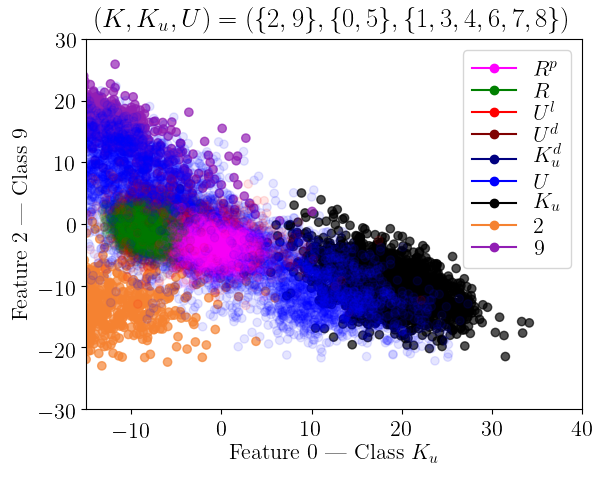 (K, K_u, U) = ({2, 9}, {0, 5}, {1, 3, 4, 6, 7, 8})
30
20
10
0
−10
−20
−30
Feature 2 — Class 9
R^p
R
U^l
U^d
K_u^d
U
K_u
2
9
−10
0
10
20
30
40
Feature 0 — Class K_u